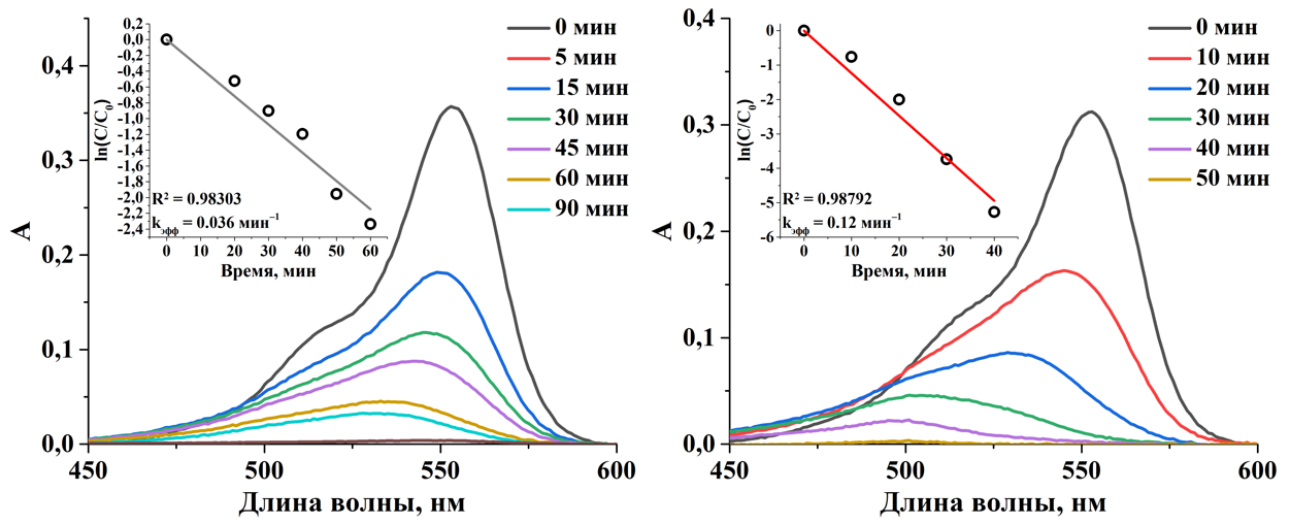 0,4
0,3
0,2
0,1
0,0
A
450
500
550
600
Длина волны, нм
0 мин
5 мин
15 мин
30 мин
45 мин
60 мин
90 мин
0,2
0,0
-0,2
-0,4
-0,6
-0,8
-1,0
-1,2
-1,4
-1,6
-1,8
-2,0
-2,2
-2,4
ln(C/C₀)
R² = 0.98303
kэфф = 0.036 мин⁻¹
0 10 20 30 40 50 60
Время, мин
0,4
0,3
0,2
0,1
0,0
A
450
500
550
600
Длина волны, нм
0 мин
10 мин
20 мин
30 мин
40 мин
50 мин
0
-1
-2
-3
-4
-5
-6
ln(C/C₀)
R² = 0.98792
kэфф = 0.12 мин⁻¹
0 10 20 30 40
Время, мин